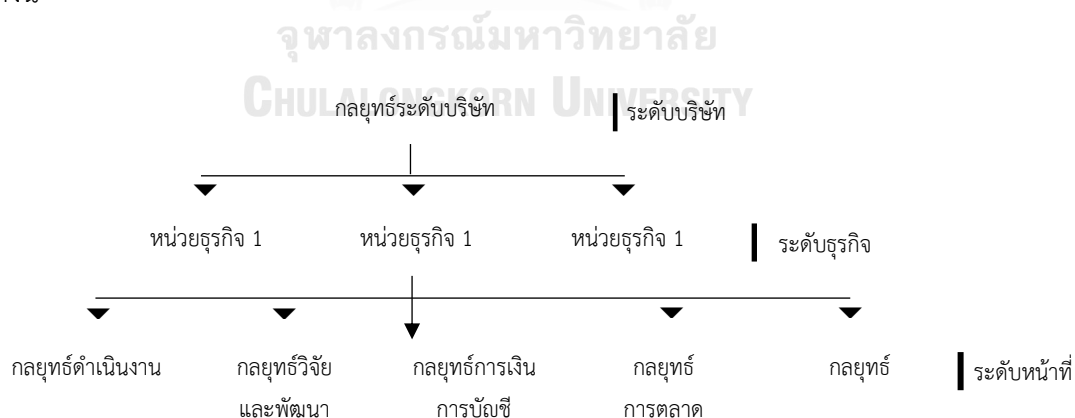 จุฬาลงกรณ์มหาวิทยาลัย
CHULALONGKORN UNIVERSITY
กลยุทธ์ระดับบริษัท ระดับบริษัท
หน่วยธุรกิจ 1 หน่วยธุรกิจ 1 หน่วยธุรกิจ 1 ระดับธุรกิจ
กลยุทธ์ดำเนินงาน กลยุทธ์วิจัย กลยุทธ์การเงิน กลยุทธ์ กลยุทธ์ ระดับหน้าที่
และพัฒนา การบัญชี การตลาด